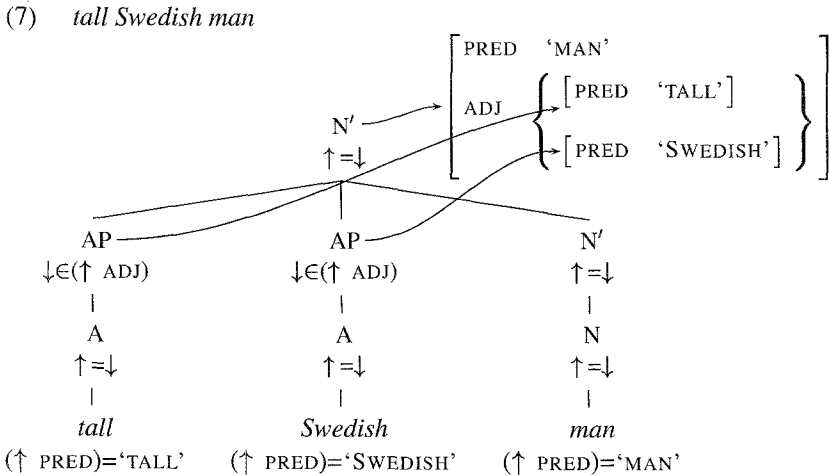 (7) tall Swedish man
PRED ‘MAN’
ADJ
[PRED ‘TALL’]
[PRED ‘SWEDISH’]
N′
↑=↓
AP AP N′
↓∈(↑ ADJ) ↓∈(↑ ADJ) ↑=↓
A A N
↑=↓ ↑=↓ ↑=↓
tall Swedish man
(↑ PRED)=‘TALL’ (↑ PRED)=‘SWEDISH’ (↑ PRED)=‘MAN’